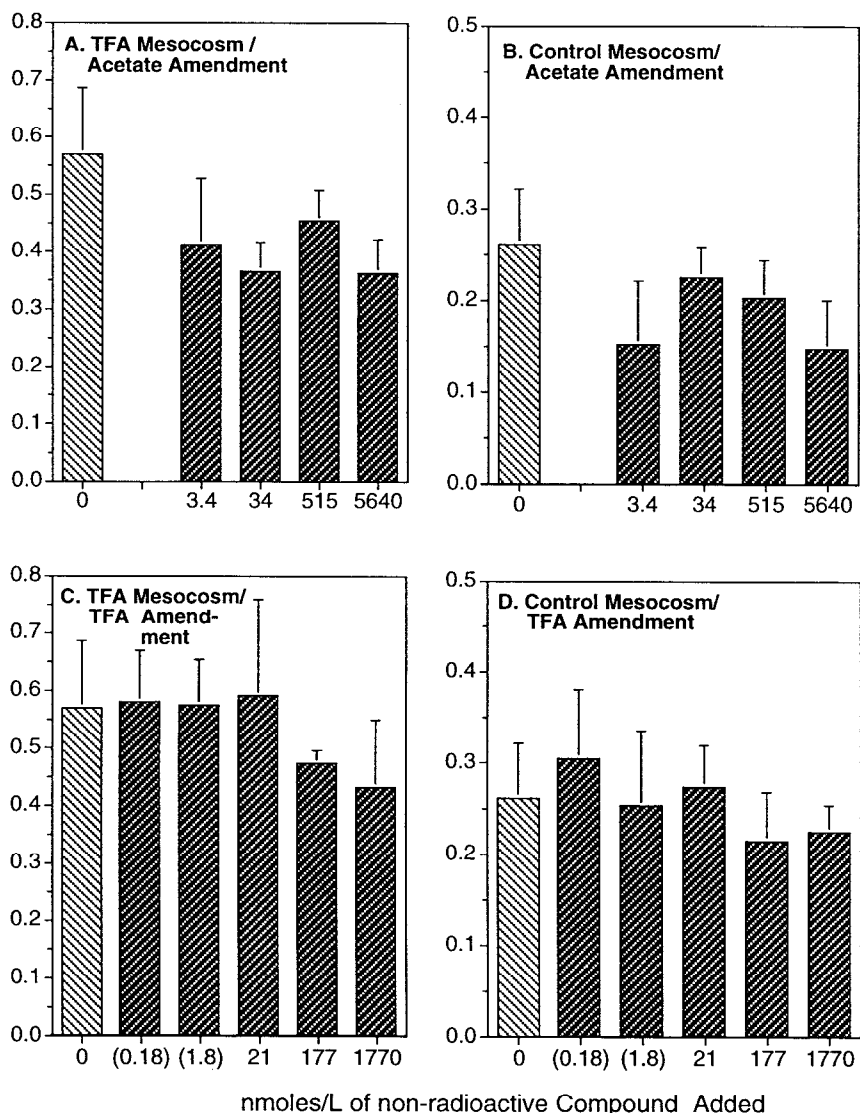 A. TFA Mesocosm /
Acetate Amendment
0.8
0.7
0.6
0.5
0.4
0.3
0.2
0.1
0.0
0 3.4 34 515 5640
B. Control Mesocosm/
Acetate Amendment
0.5
0.4
0.3
0.2
0.1
0.0
0 3.4 34 515 5640
C. TFA Mesocosm/
TFA Amend-
ment
0.8
0.7
0.6
0.5
0.4
0.3
0.2
0.1
0.0
0 (0.18) (1.8) 21 177 1770
D. Control Mesocosm/
TFA Amendment
0.5
0.4
0.3
0.2
0.1
0.0
0 (0.18) (1.8) 21 177 1770
nmoles/L of non-radioactive Compound Added